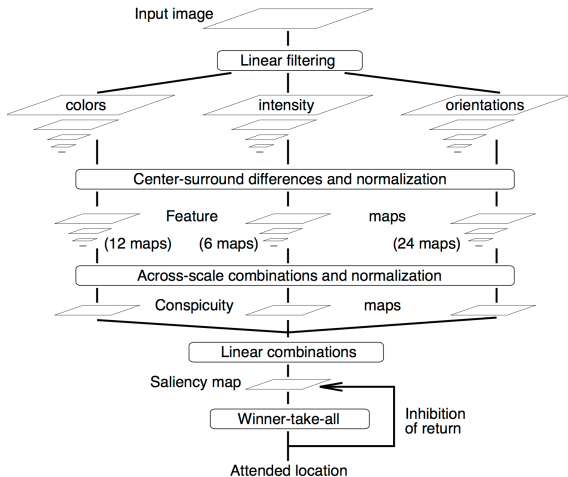 Input image
Linear filtering
colors intensity orientations
Center-surround differences and normalization
Feature maps
(12 maps) (6 maps) (24 maps)
Across-scale combinations and normalization
Conspicuity maps
Linear combinations
Saliency map
Winner-take-all
Inhibition
of return
Attended location